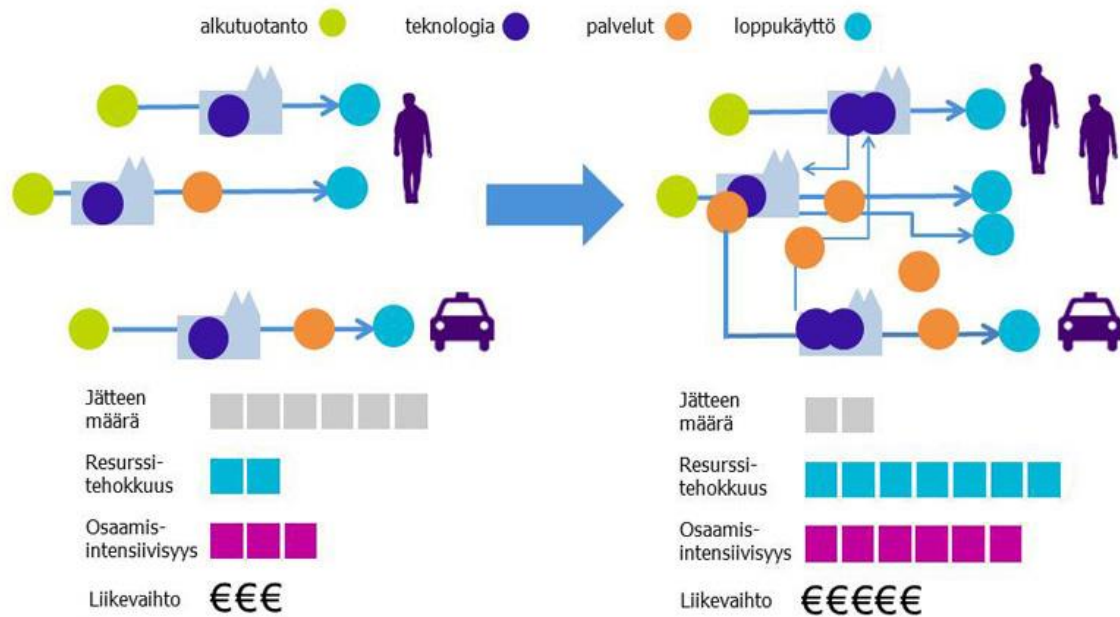 alkutuotanto teknologia palvelut loppukäyttö
Jätteen
määrä
Resurssi-
tehokkuus
Osaamis-
intensiivisyys
Liikevaihto €€€
Jätteen
määrä
Resurssi-
tehokkuus
Osaamis-
intensiivisyys
Liikevaihto €€€€€